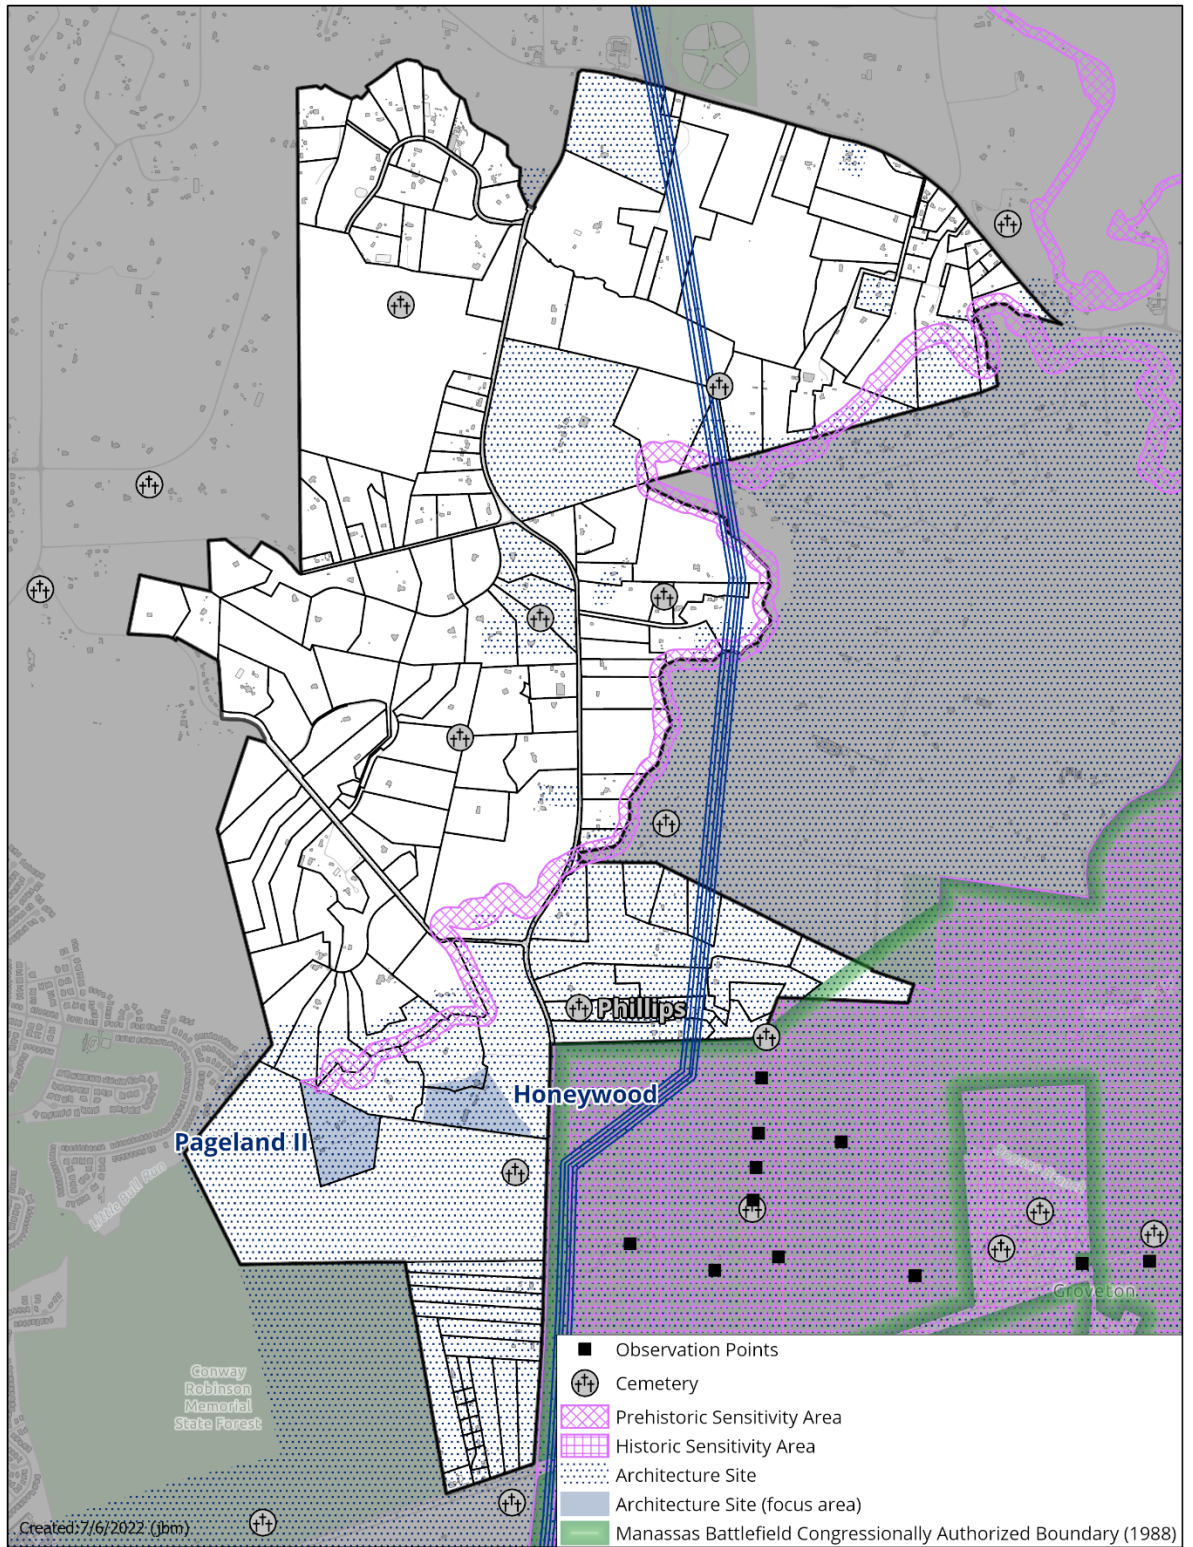 Phillips
Honeywood
Pageland II
Little Bull Run
Groveton
Conway
Robinson
Memorial
State Forest
Observation Points
Cemetery
Prehistoric Sensitivity Area
Historic Sensitivity Area
Architecture Site
Architecture Site (focus area)
Manassas Battlefield Congressionally Authorized Boundary (1988)
Created:7/6/2022 (jbm)